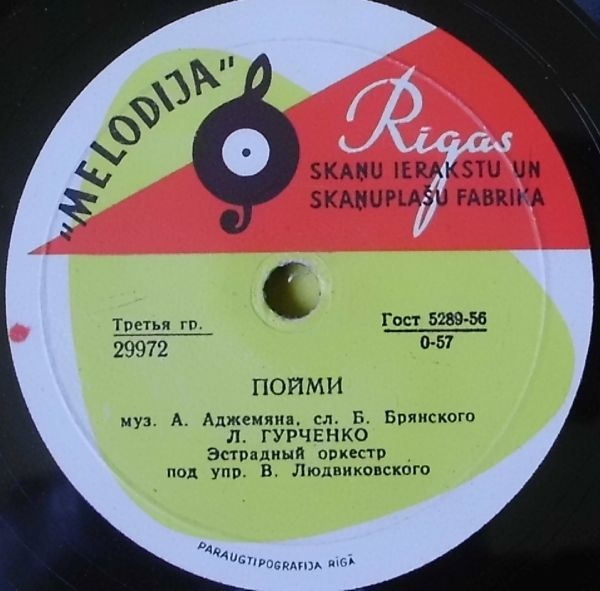 "MELODIJA"
Rīgas
SKAŅU IERAKSTU UN
SKAŅUPLAŠU FABRIKA
Третья гр.
29972
Гост 5289-56
0-57
ПОЙМИ
муз. А. Аджемяна, сл. Б. Брянского
Л. ГУРЧЕНКО
Эстрадный оркестр
под упр. В. Людвиковского
PARAUGTIPOGRAFIJA RĪGĀ